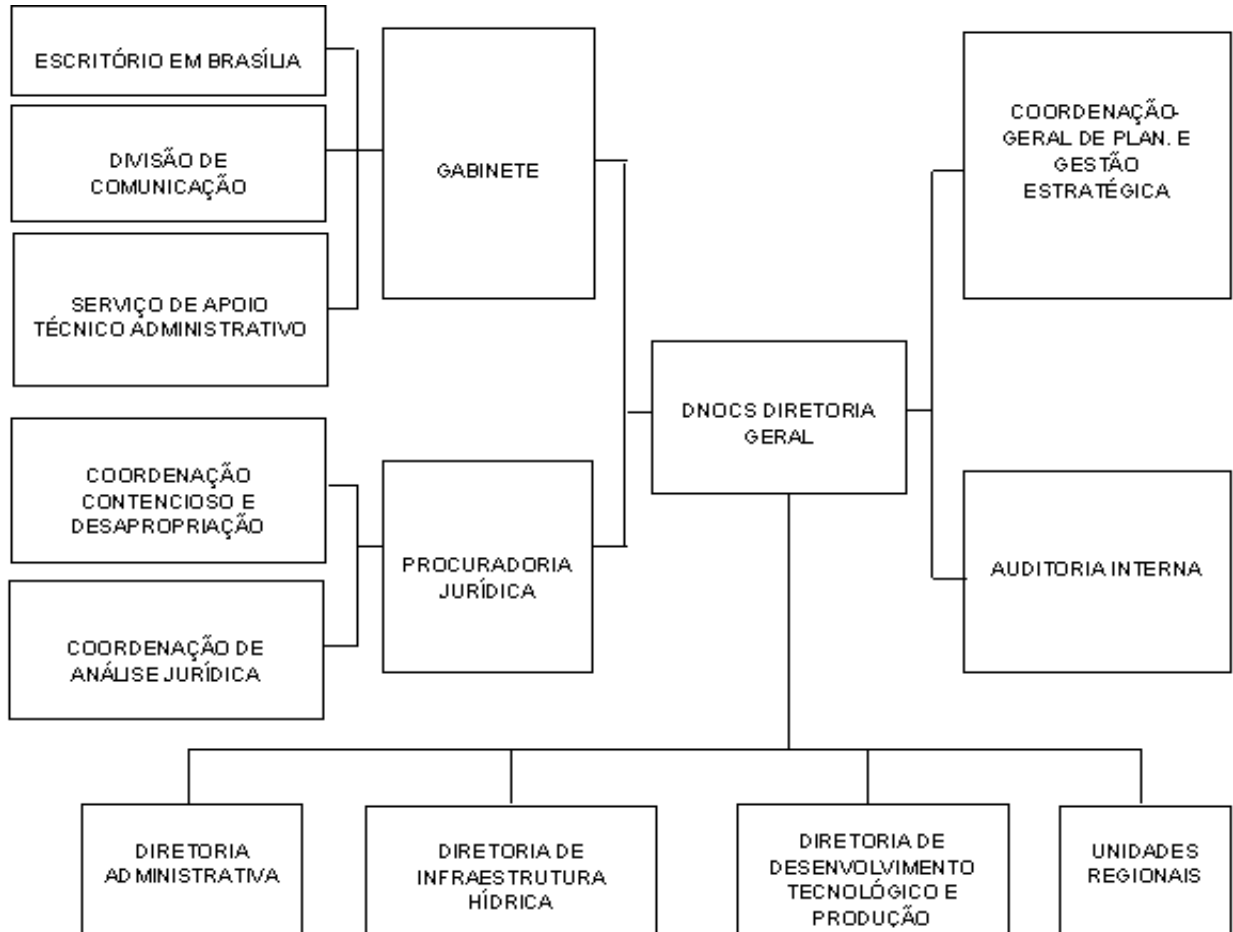 ESCRITÓRIO EM BRASÍLIA
DIVISÃO DE
COMUNICAÇÃO
SERVIÇO DE APOIO
TÉCNICO ADMINISTRATIVO
GABINETE
COORDENAÇÃO-
GERAL DE PLAN. E
GESTÃO
ESTRATÉGICA
DNOCS DIRETORIA
GERAL
COORDENAÇÃO
CONTENCIOSO E
DESAPROPRIAÇÃO
COORDENAÇÃO DE
ANÁLISE JURÍDICA
PROCURADORIA
JURÍDICA
AUDITORIA INTERNA
DIRETORIA
ADMINISTRATIVA
DIRETORIA DE
INFRAESTRUTURA
HÍDRICA
DIRETORIA DE
DESENVOLVIMENTO
TECNOLÓGICO E
PRODUÇÃO
UNIDADES
REGIONAIS